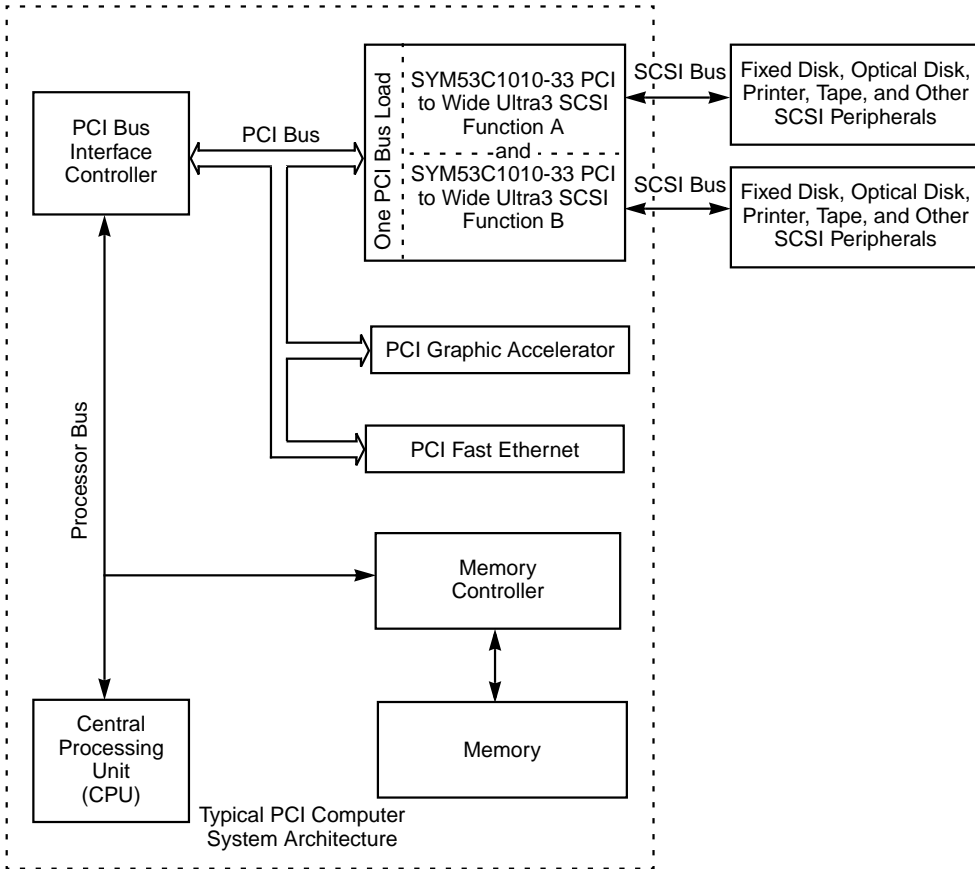 PCI Bus
Interface
Controller
PCI Bus
One PCI Bus Load
SYM53C1010-33 PCI
to Wide Ultra3 SCSI
Function A
and
SYM53C1010-33 PCI
to Wide Ultra3 SCSI
Function B
SCSI Bus
Fixed Disk, Optical Disk,
Printer, Tape, and Other
SCSI Peripherals
SCSI Bus
Fixed Disk, Optical Disk,
Printer, Tape, and Other
SCSI Peripherals
PCI Graphic Accelerator
PCI Fast Ethernet
Processor Bus
Memory
Controller
Memory
Central
Processing
Unit
(CPU)
Typical PCI Computer
System Architecture